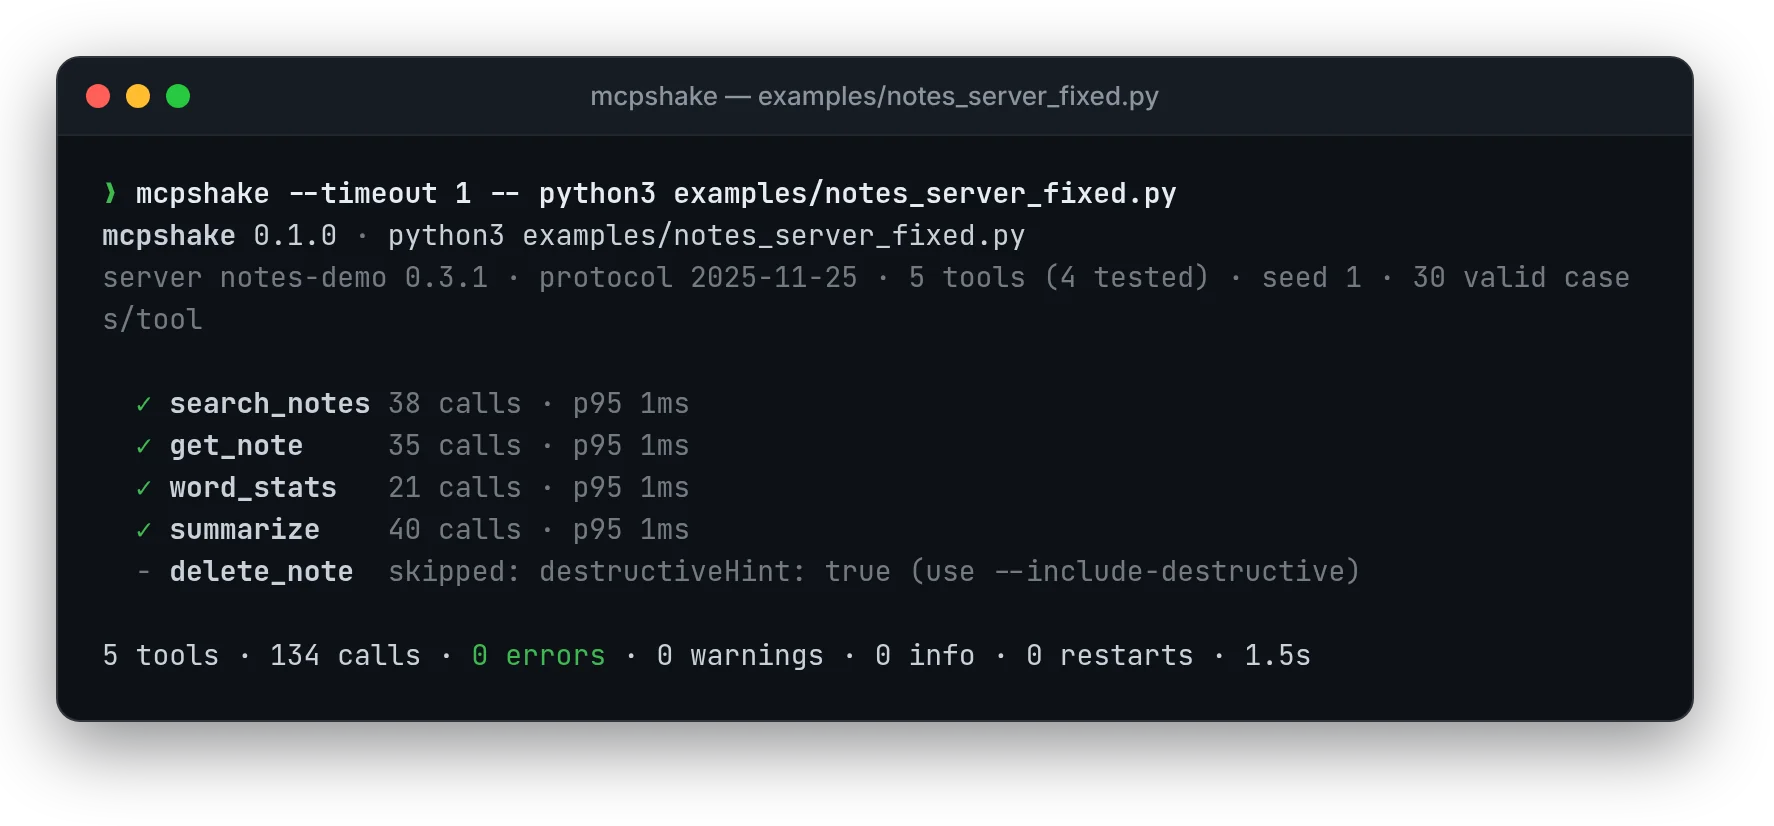 mcpshake — examples/notes_server_fixed.py
❯ mcpshake --timeout 1 -- python3 examples/notes_server_fixed.py
mcpshake 0.1.0 · python3 examples/notes_server_fixed.py
server notes-demo 0.3.1 · protocol 2025-11-25 · 5 tools (4 tested) · seed 1 · 30 valid case
s/tool
✓ search_notes 38 calls · p95 1ms
✓ get_note 35 calls · p95 1ms
✓ word_stats 21 calls · p95 1ms
✓ summarize 40 calls · p95 1ms
- delete_note skipped: destructiveHint: true (use --include-destructive)
5 tools · 134 calls · 0 errors · 0 warnings · 0 info · 0 restarts · 1.5s